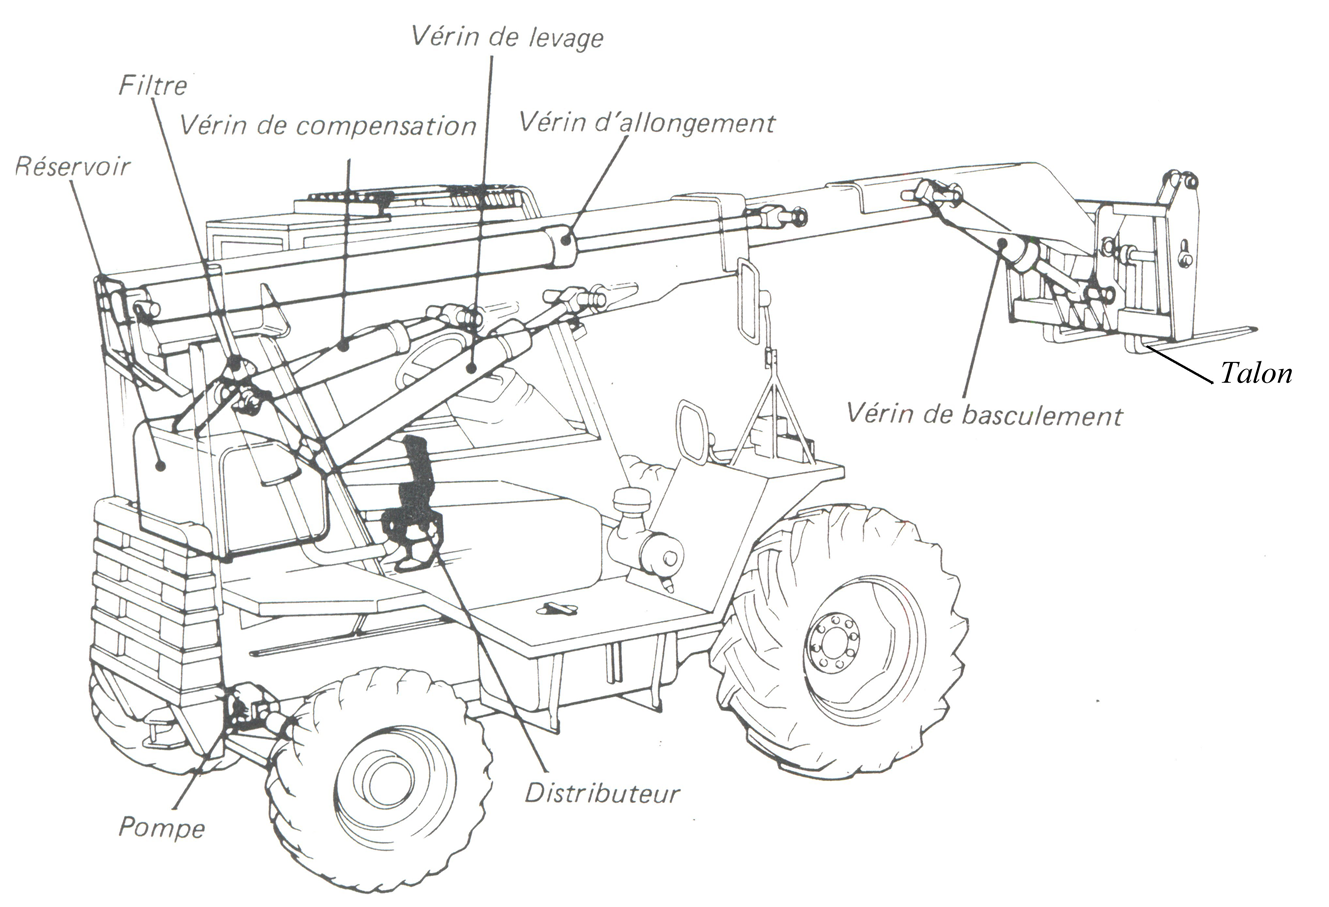 Vérin de levage
Filtre
Vérin de compensation
Vérin d'allongement
Réservoir
Talon
Vérin de basculement
Distributeur
Pompe